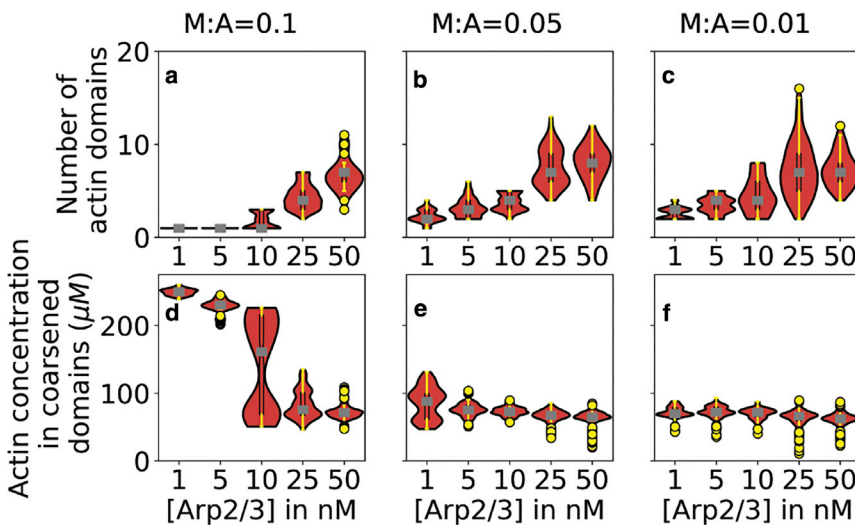 M:A=0.1 M:A=0.05 M:A=0.01
Number of
actin domains
20
10
0
a
b
c
1 5 10 25 50
1 5 10 25 50
1 5 10 25 50
Actin concentration
in coarsened
domains (μM)
200
100
0
d
e
f
1 5 10 25 50
1 5 10 25 50
1 5 10 25 50
[Arp2/3] in nM [Arp2/3] in nM [Arp2/3] in nM